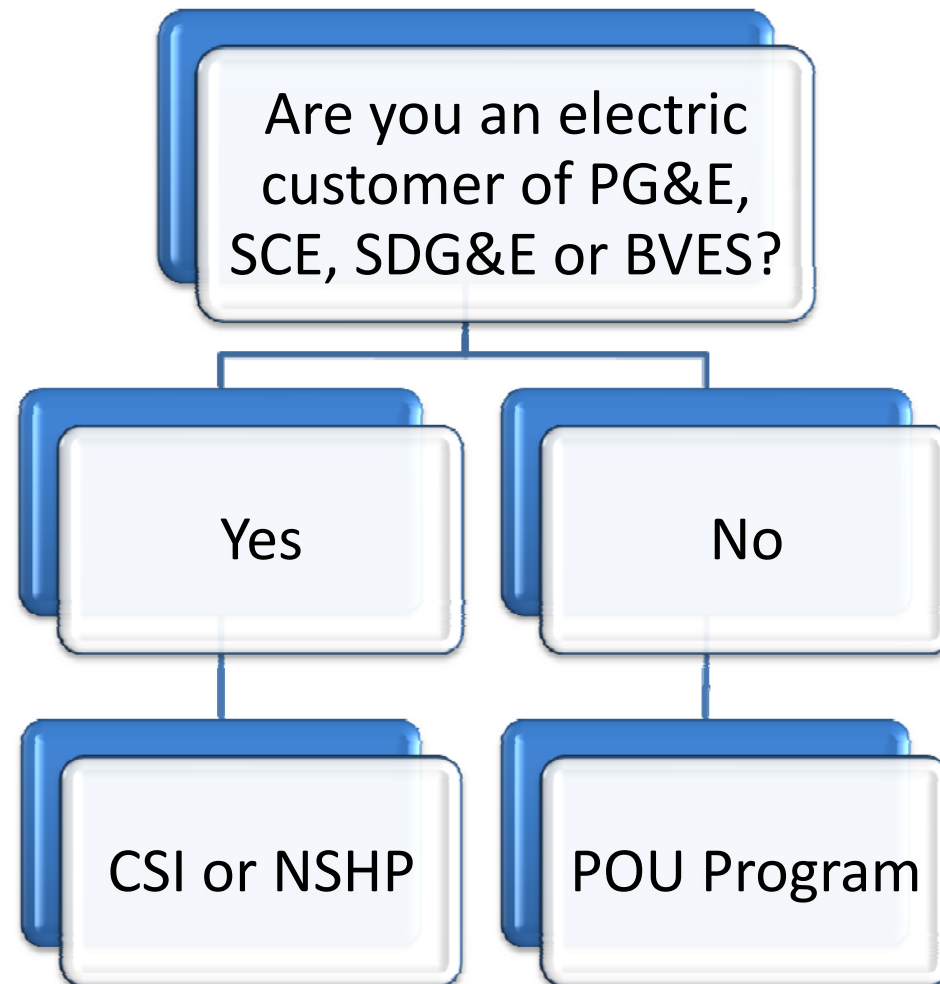 Are you an electric
customer of PG&E,
SCE, SDG&E or BVES?
Yes
No
CSI or NSHP
POU Program